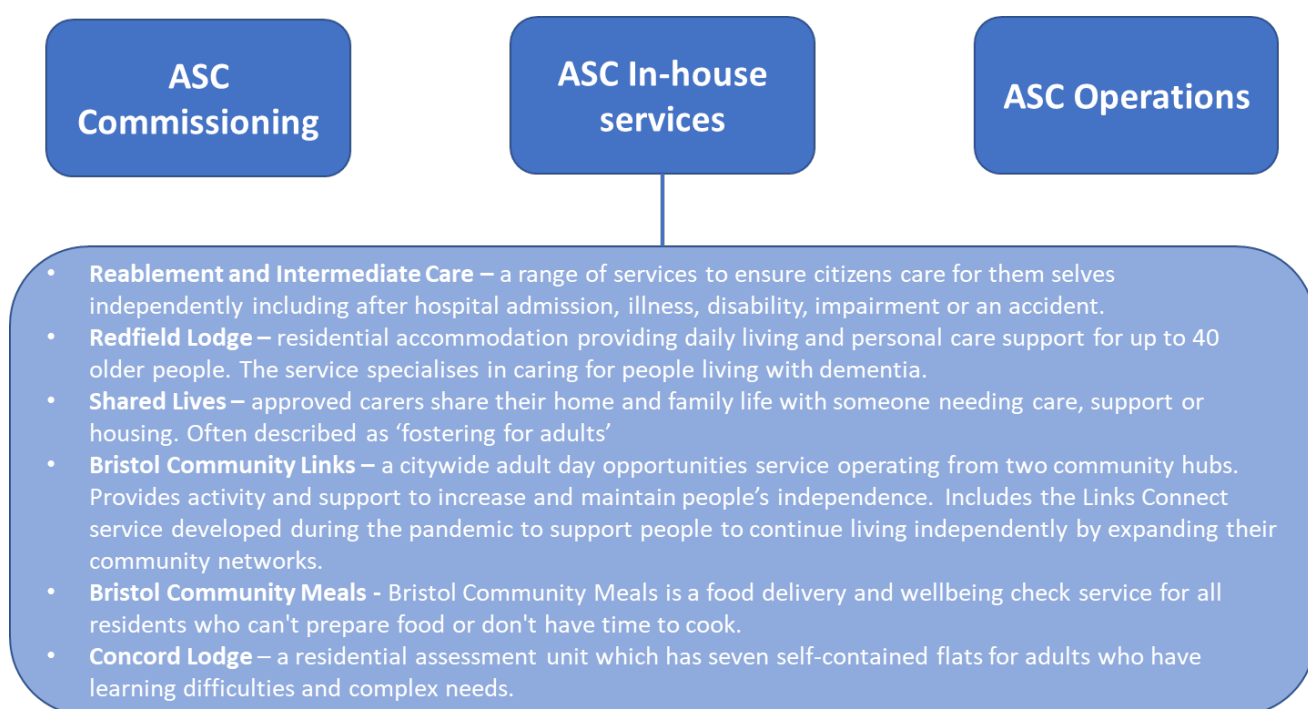 ASC
Commissioning
ASC In-house
services
ASC Operations
• Reablement and Intermediate Care – a range of services to ensure citizens care for them selves
independently including after hospital admission, illness, disability, impairment or an accident.
• Redfield Lodge – residential accommodation providing daily living and personal care support for up to 40
older people. The service specialises in caring for people living with dementia.
• Shared Lives – approved carers share their home and family life with someone needing care, support or
housing. Often described as ‘fostering for adults’
• Bristol Community Links – a citywide adult day opportunities service operating from two community hubs.
Provides activity and support to increase and maintain people’s independence. Includes the Links Connect
service developed during the pandemic to support people to continue living independently by expanding their
community networks.
• Bristol Community Meals - Bristol Community Meals is a food delivery and wellbeing check service for all
residents who can't prepare food or don't have time to cook.
• Concord Lodge – a residential assessment unit which has seven self-contained flats for adults who have
learning difficulties and complex needs.